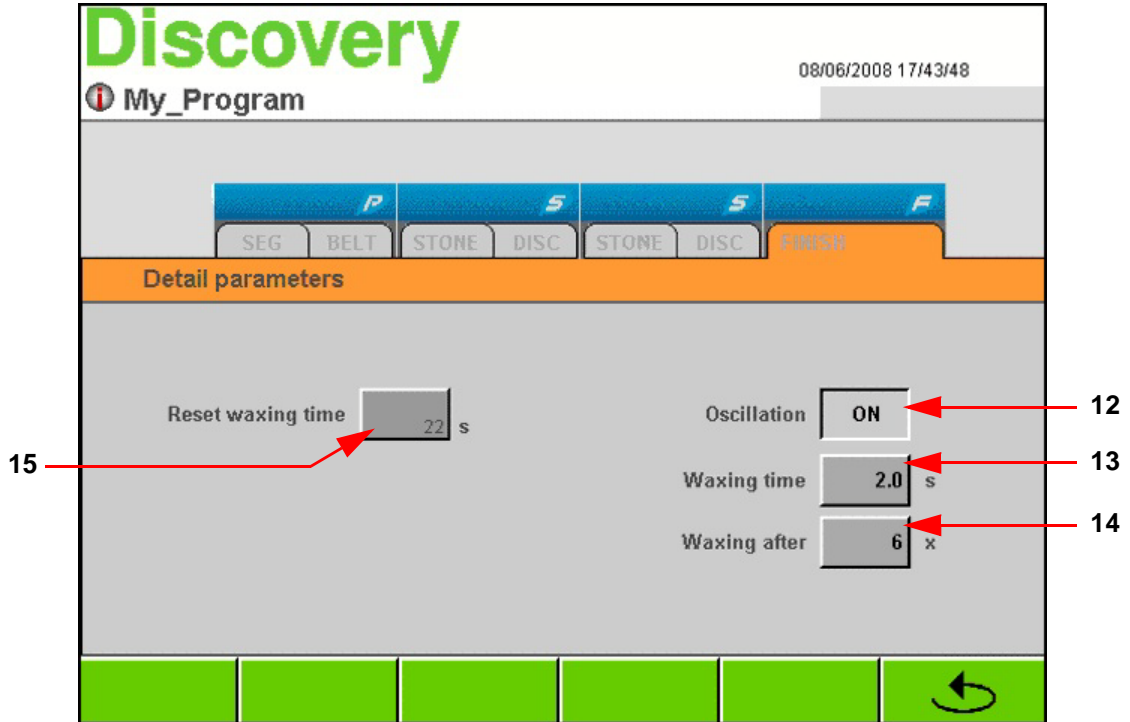 Discovery
08/06/2008 17/43/48
My_Program
P S S F
SEG BELT STONE DISC STONE DISC FINISH
Detail parameters
Reset waxing time 22 s
Oscillation ON
12
15
Waxing time 2.0 s
13
Waxing after 6 x
14